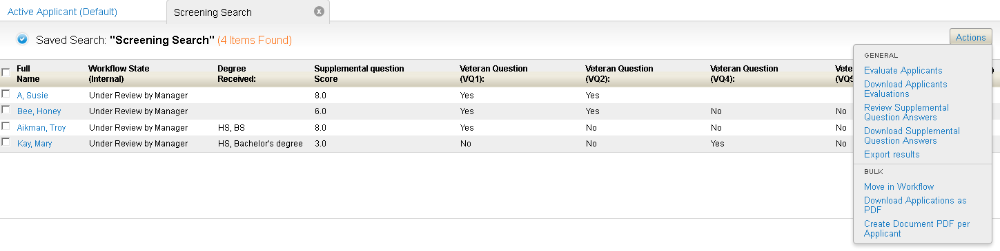 Active Applicant (Default)
Screening Search
x
Saved Search: "Screening Search" (4 Items Found)
Actions
Full Name
Workflow State (Internal)
Degree Received:
Supplemental question Score
Veteran Question (VQ1):
Veteran Question (VQ2):
Veteran Question (VQ4):
A, Susie Under Review by Manager 8.0 Yes Yes
Bee, Honey Under Review by Manager 6.0 Yes Yes No No
Aikman, Troy Under Review by Manager HS, BS 8.0 Yes No No No
Kay, Mary Under Review by Manager HS, Bachelor's degree 3.0 No No Yes No
GENERAL
Evaluate Applicants
Download Applicants
Evaluations
Review Supplemental
Question Answers
Download Supplemental
Question Answers
Export results
BULK
Move in Workflow
Download Applications as
PDF
Create Document PDF per
Applicant